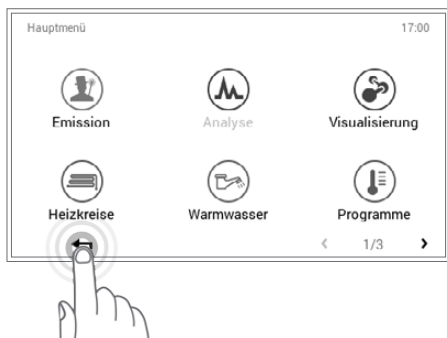 Hauptmenü 17:00
Emission Analyse Visualisierung
Heizkreise Warmwasser Programme
1/3